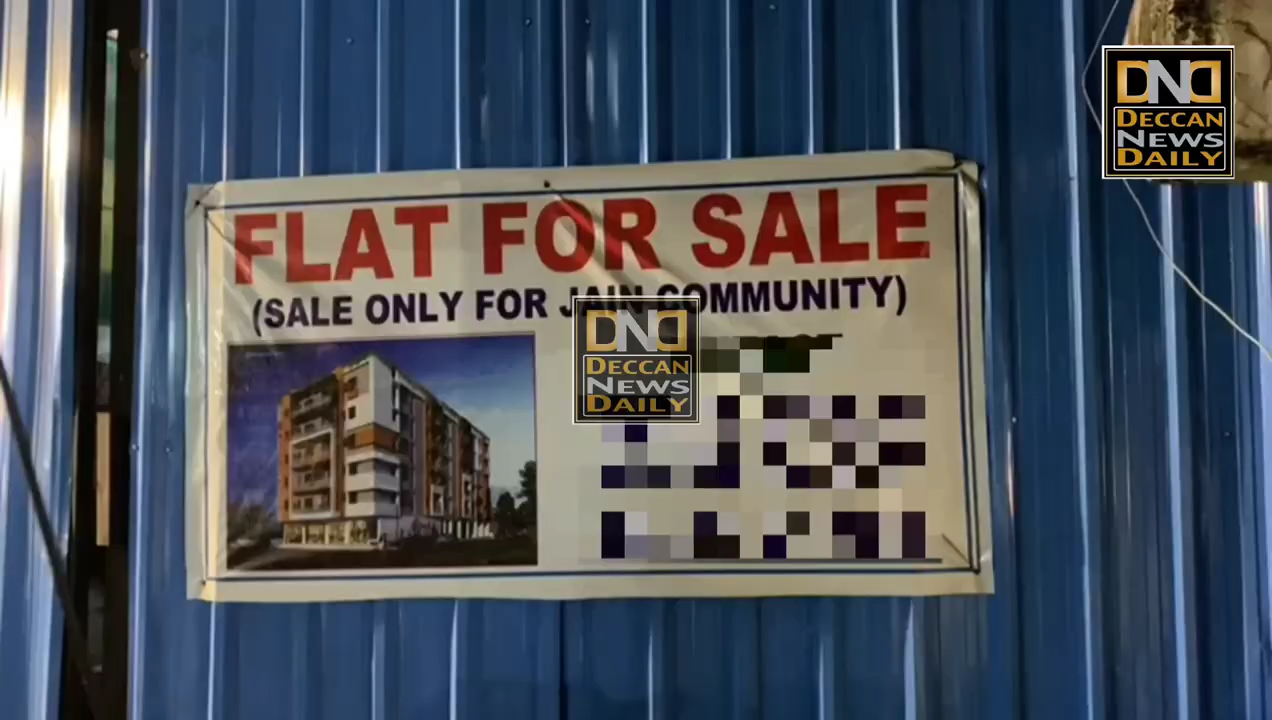 FLAT FOR SALE
(SALE ONLY FOR JAIN COMMUNITY)
DND
DECCAN
NEWS
DAILY
DND
DECCAN
NEWS
DAILY